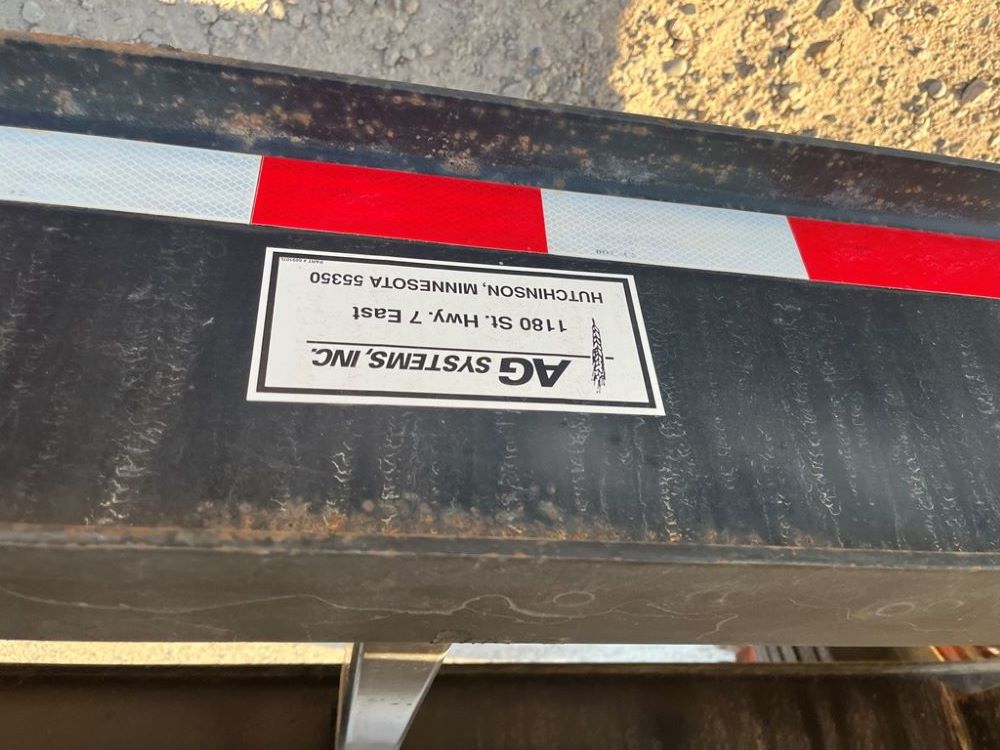 AG SYSTEMS, INC.
1180 St. Hwy. 7 East
HUTCHINSON, MINNESOTA 55350